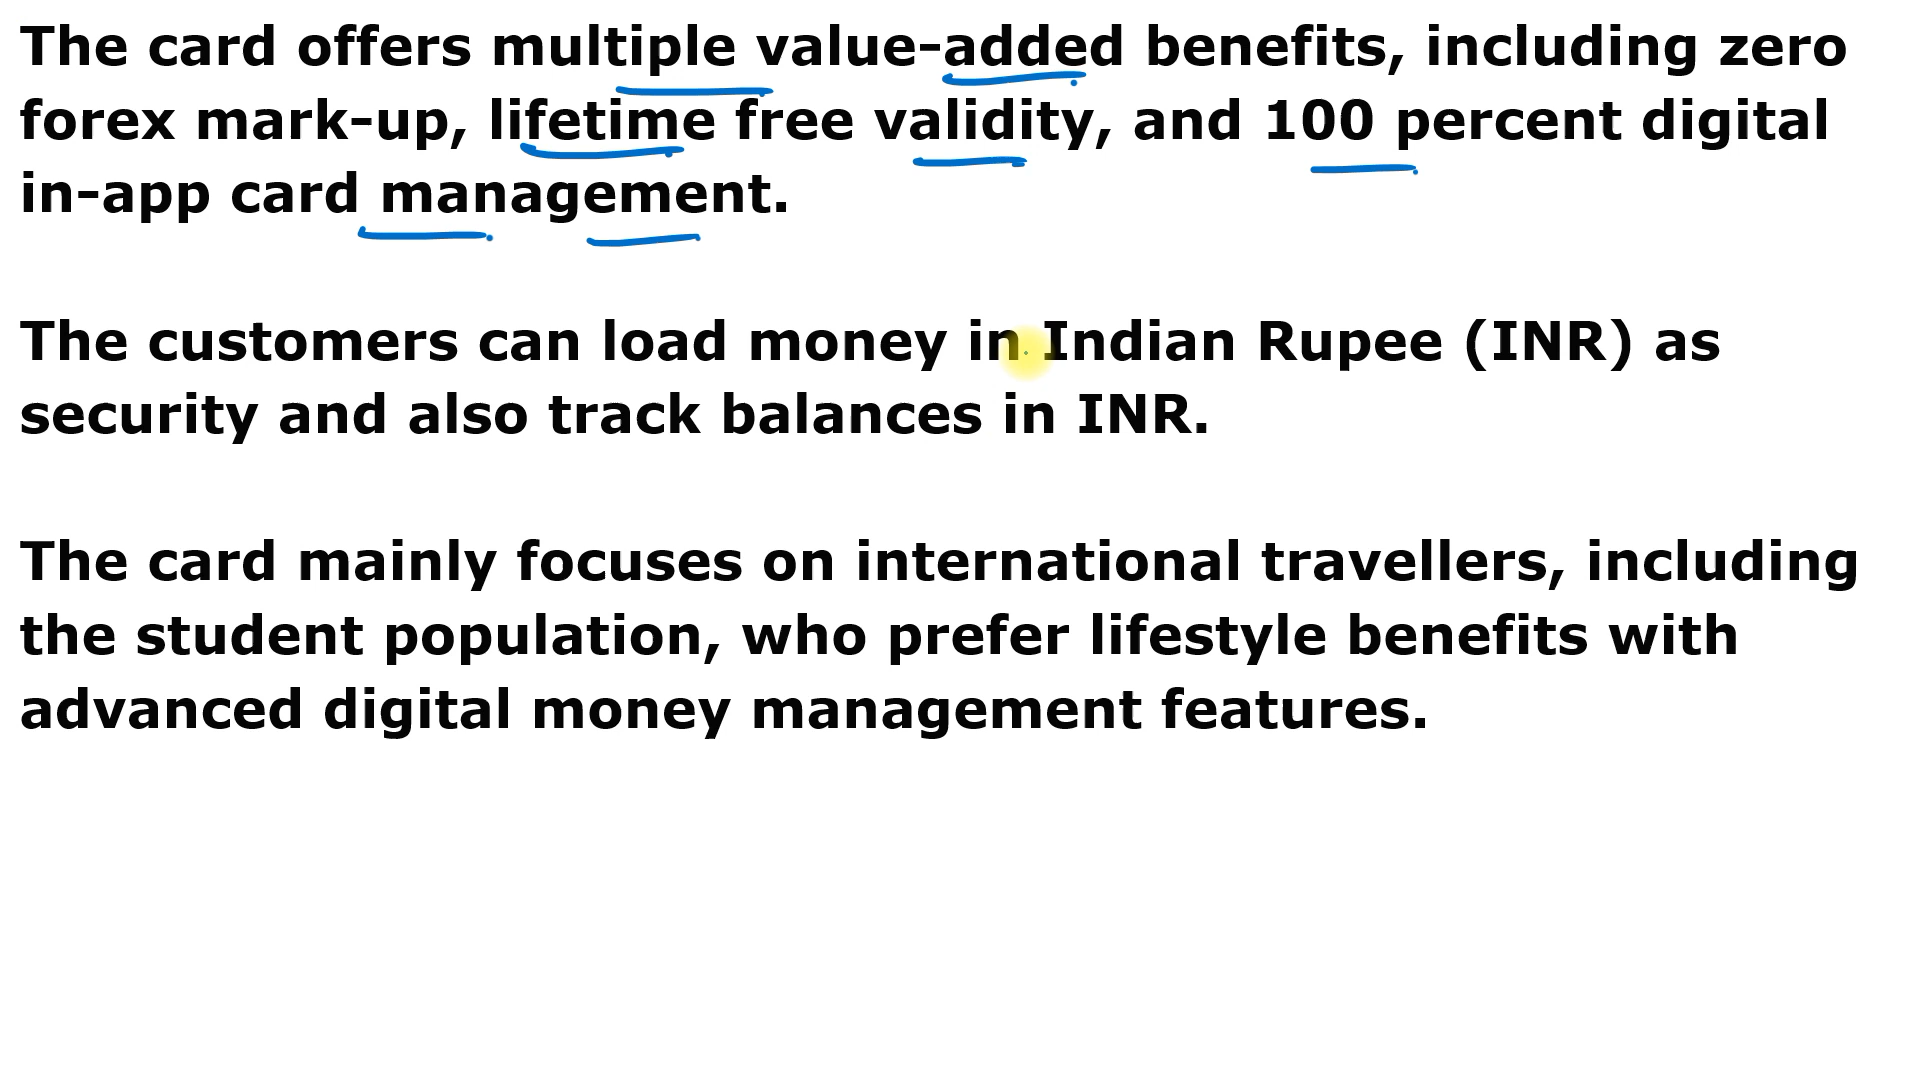 The card offers multiple value-added benefits, including zero
forex mark-up, lifetime free validity, and 100 percent digital
in-app card management.
The customers can load money in Indian Rupee (INR) as
security and also track balances in INR.
The card mainly focuses on international travellers, including
the student population, who prefer lifestyle benefits with
advanced digital money management features.